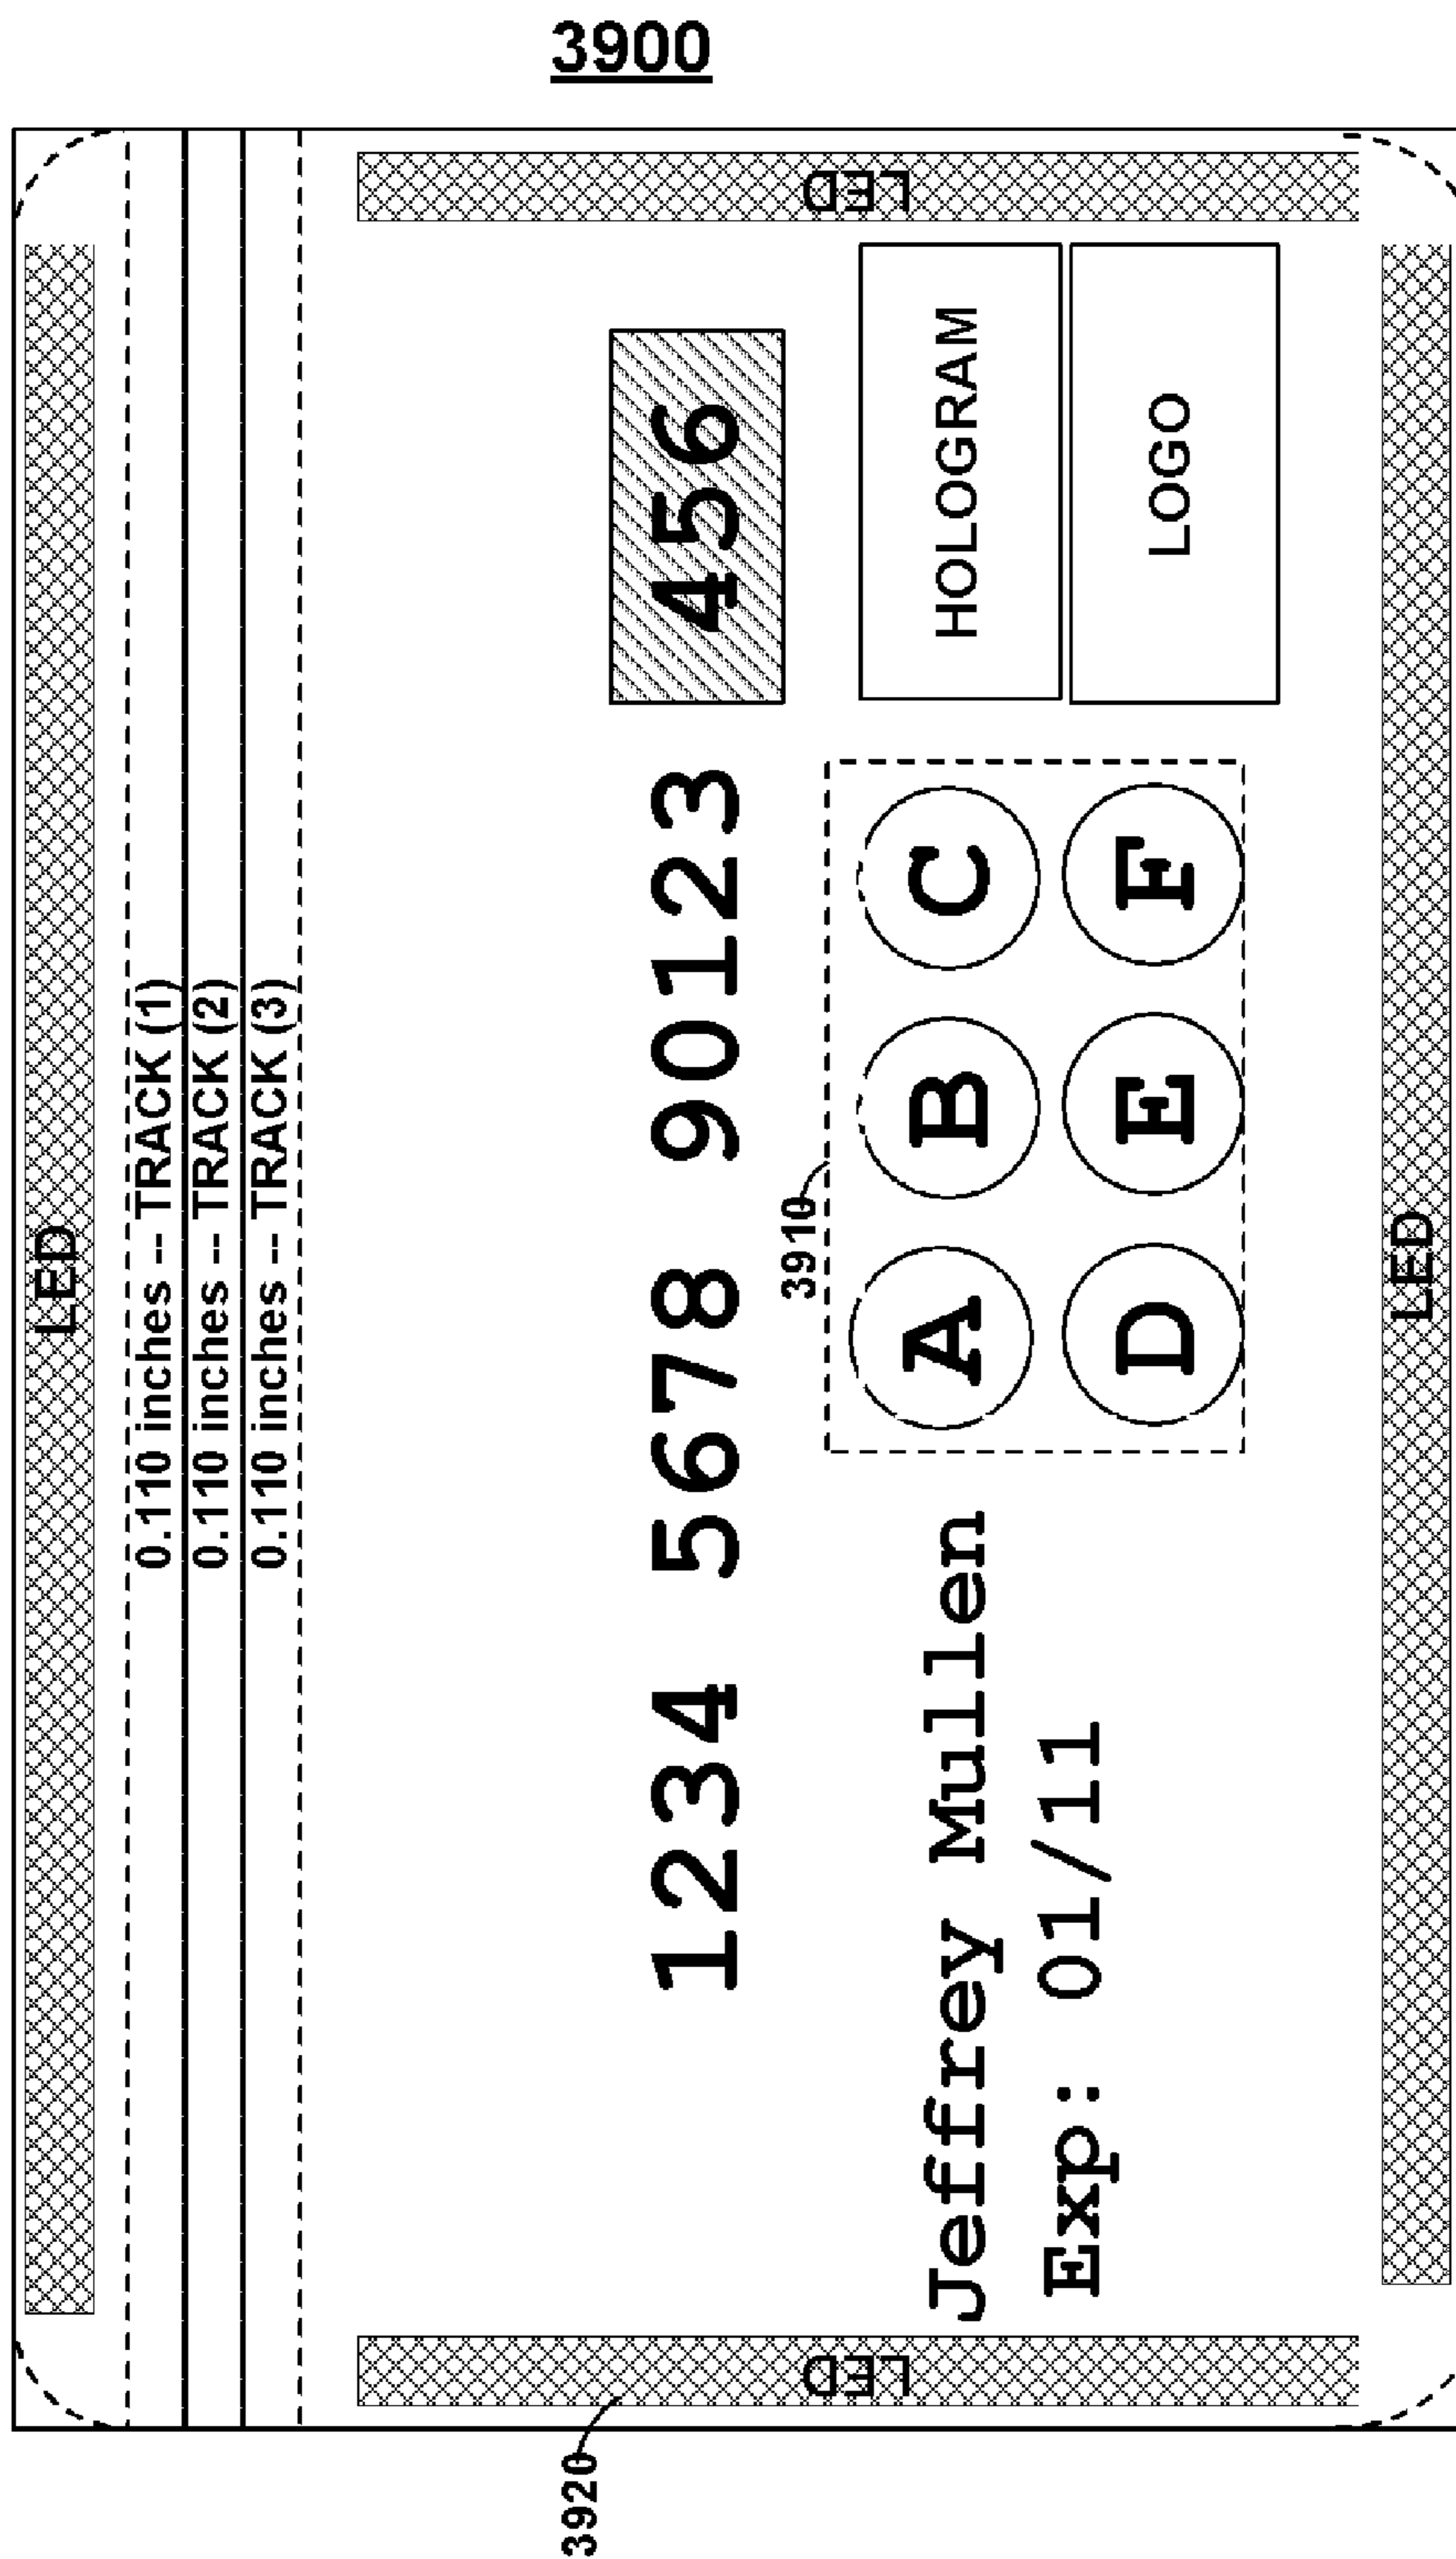 3900
LED
0.110 inches -- TRACK (1)
0.110 inches -- TRACK (2)
0.110 inches -- TRACK (3)
LED
LED
3920
1234 5678 90123 456
3910
A B C
D E F
HOLOGRAM
LOGO
Jeffrey Mullen
Exp: 01/11
LED